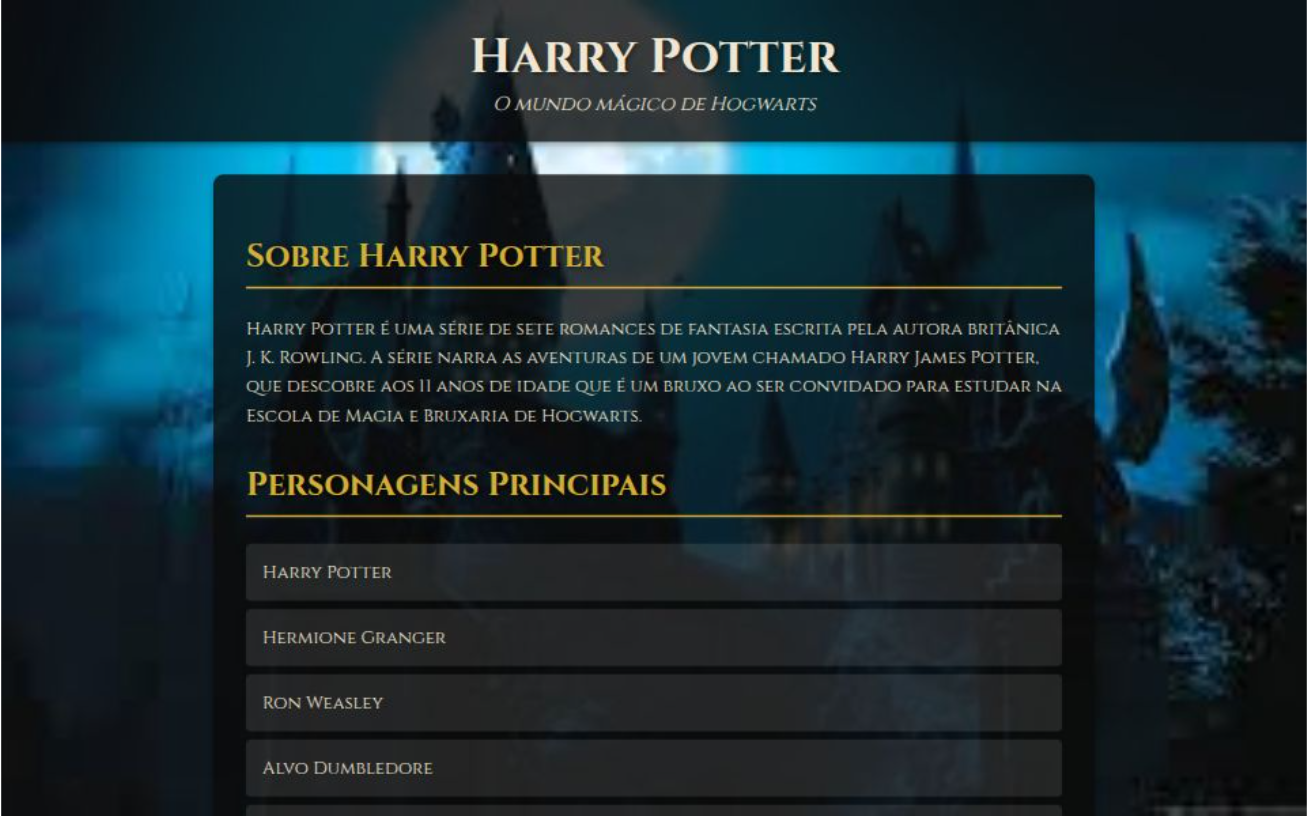 Harry Potter
O mundo mágico de Hogwarts
Sobre Harry Potter
Harry Potter é uma série de sete romances de fantasia escrita pela autora britânica
J. K. Rowling. A série narra as aventuras de um jovem chamado Harry James Potter,
que descobre aos 11 anos de idade que é um bruxo ao ser convidado para estudar na
Escola de Magia e Bruxaria de Hogwarts.
Personagens Principais
Harry Potter
Hermione Granger
Ron Weasley
Alvo Dumbledore